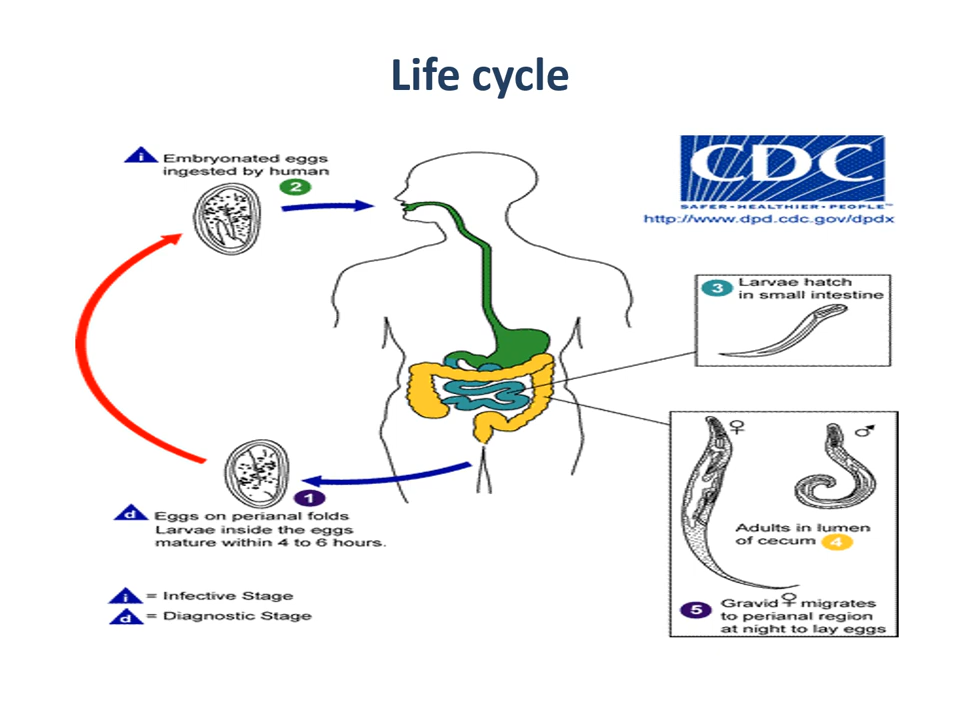 Life cycle
i Embryonated eggs
ingested by human
2
CDC
SAFER • HEALTHIER • PEOPLE™
http://www.dpd.cdc.gov/dpdx
3 Larvae hatch
in small intestine
♀ ♂
Adults in lumen
of cecum 4
5 Gravid ♀ migrates
to perianal region
at night to lay eggs
1
d Eggs on perianal folds
Larvae inside the eggs
mature within 4 to 6 hours.
i = Infective Stage
d = Diagnostic Stage